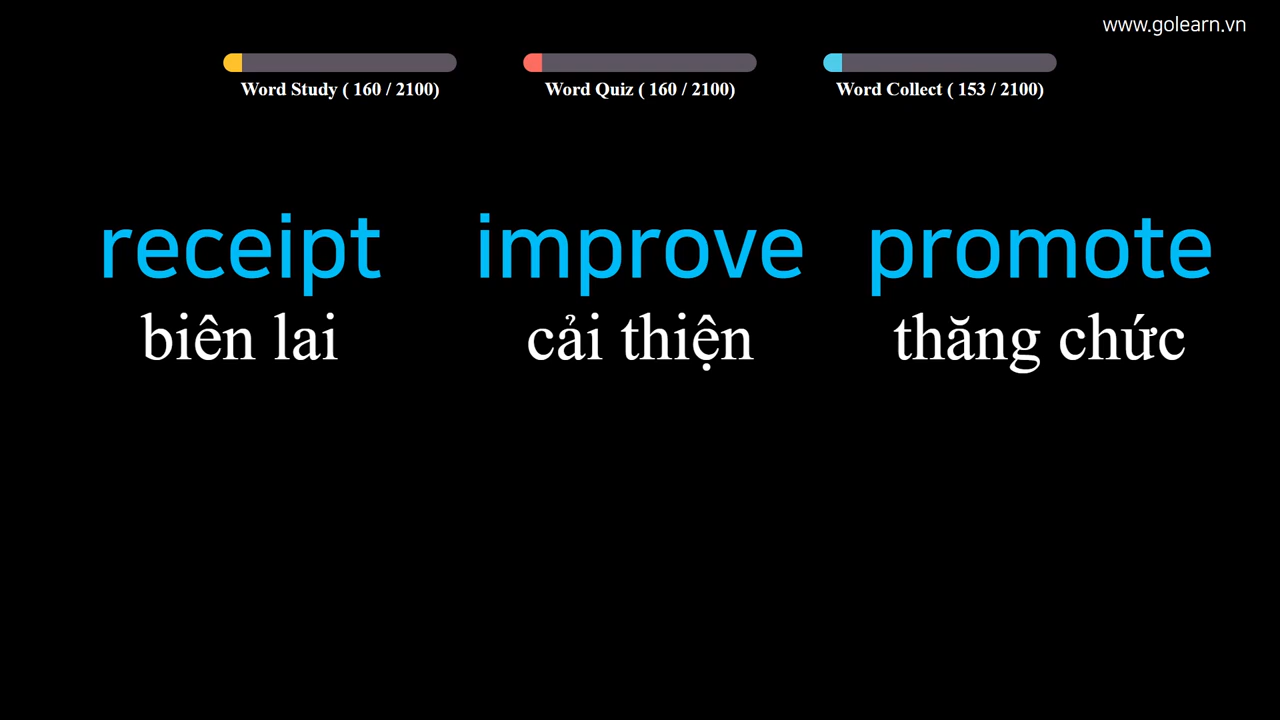 www.golearn.vn
Word Study ( 160 / 2100) Word Quiz ( 160 / 2100) Word Collect ( 153 / 2100)
receipt improve promote
biên lai cải thiện thăng chức